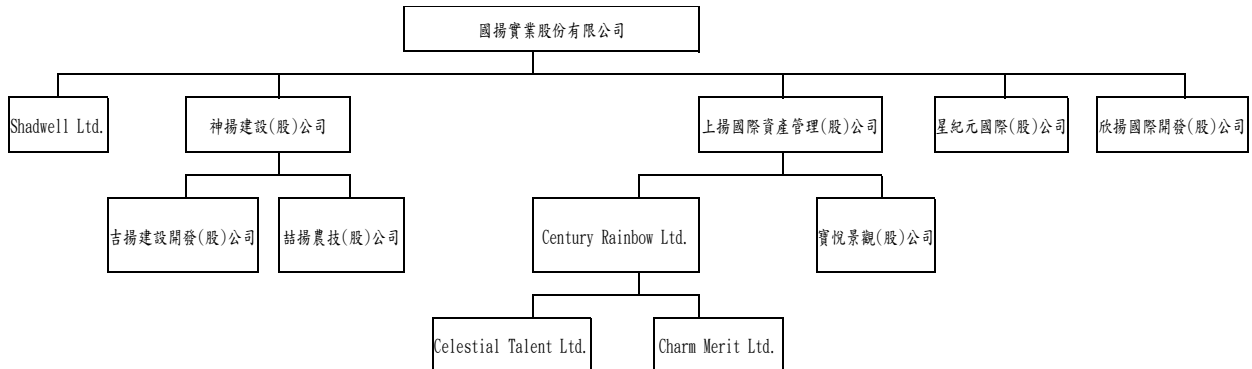 國揚實業股份有限公司
Shadwell Ltd.
神揚建設(股)公司
上揚國際資產管理(股)公司
星紀元國際(股)公司
欣揚國際開發(股)公司
吉揚建設開發(股)公司
喆揚農技(股)公司
Century Rainbow Ltd.
寶悅景觀(股)公司
Celestial Talent Ltd.
Charm Merit Ltd.